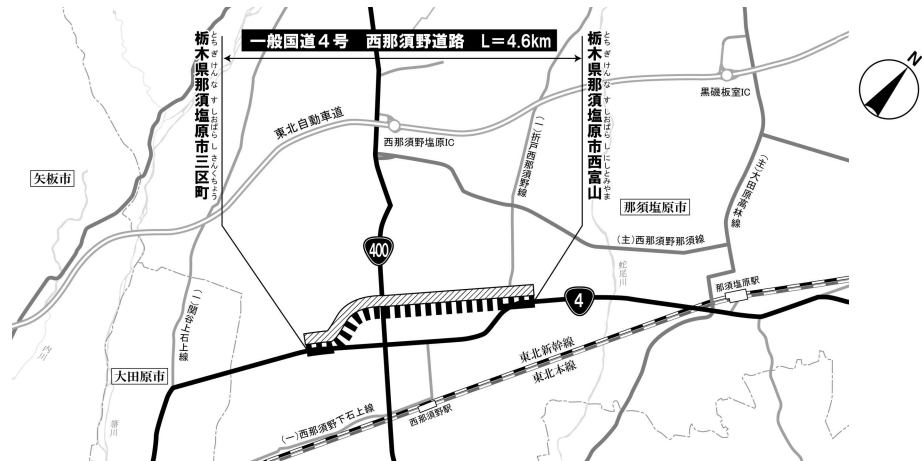 一般国道4号 西那須野道路 L=4.6km
栃木県那須塩原市三区町
とちぎけんなすしおばらしさんくちょう
栃木県那須塩原市西富山
とちぎけんなすしおばらしにしとみやま
N
黒磯板室IC
東北自動車道
西那須野塩原IC
(一)折戸西那須野線
(主)大田原高林線
矢板市
那須塩原市
(主)西那須野那須線
400
蛇尾川
那須塩原駅
4
(一)関谷上石上線
内川
大田原市
東北新幹線
東北本線
西那須野駅
(一)西那須野下石上線
箒川